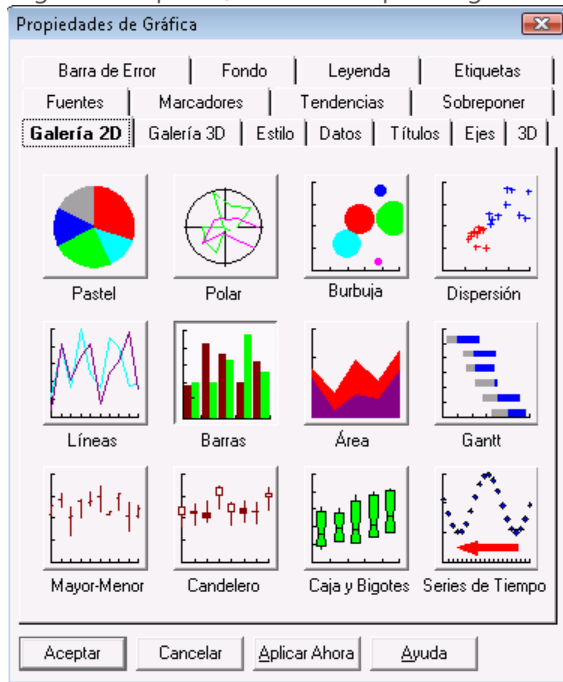 Propiedades de Gráfica
Barra de Error Fondo Leyenda Etiquetas
Fuentes Marcadores Tendencias Sobreponer
Galería 2D Galería 3D Estilo Datos Títulos Ejes 3D
Pastel Polar Burbuja Dispersión
Líneas Barras Área Gantt
Mayor-Menor Candelero Caja y Bigotes Series de Tiempo
Aceptar Cancelar Aplicar Ahora Ayuda